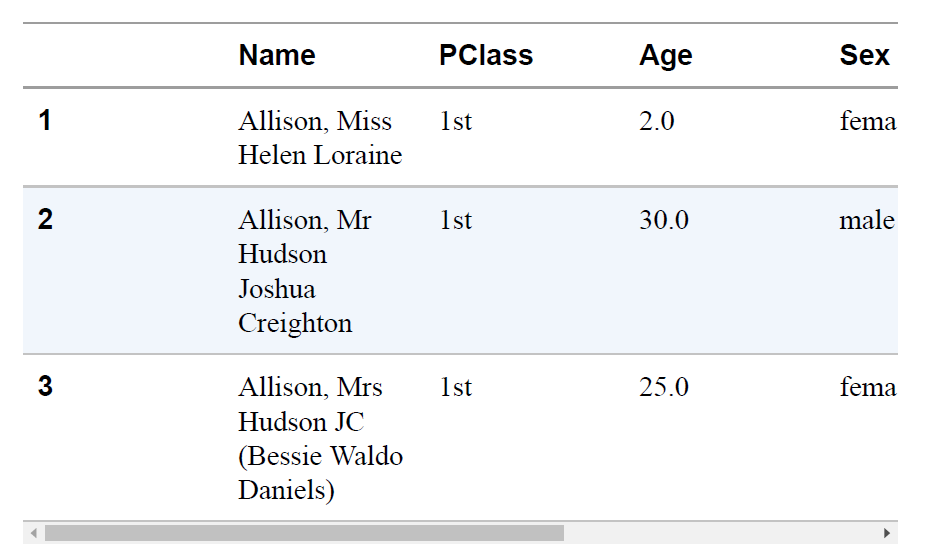 Name PClass Age Sex
1 Allison, Miss 1st 2.0 fema
Helen Loraine
2 Allison, Mr 1st 30.0 male
Hudson
Joshua
Creighton
3 Allison, Mrs 1st 25.0 fema
Hudson JC
(Bessie Waldo
Daniels)